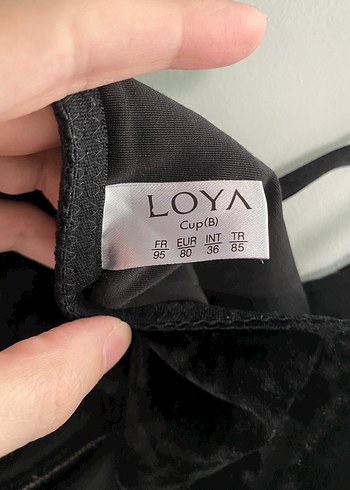 LOYA
Cup(B)
FR EUR INT TR
95 80 36 85